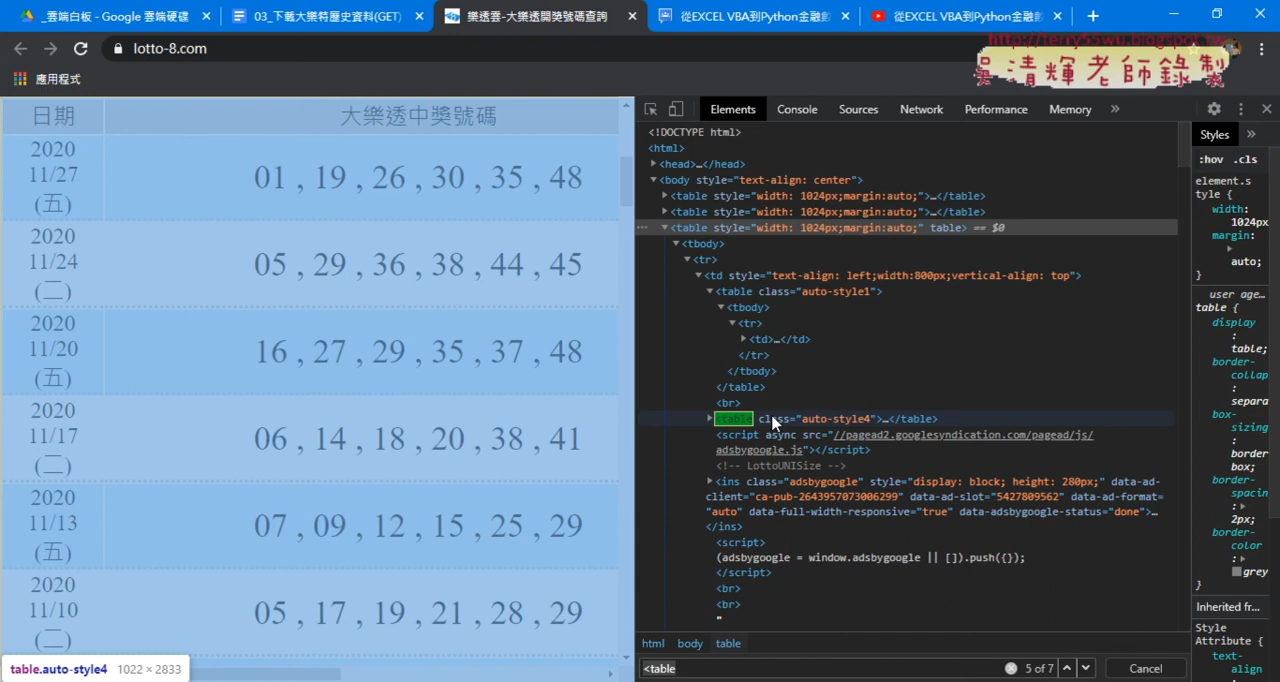 _雲端白板 - Google 雲端硬碟
03_下載大樂特歷史資料(GET)
樂透雲-大樂透開獎號碼查詢
從EXCEL VBA到Python金融
從EXCEL VBA到Python金融
lotto-8.com
http://terry55wu.blogspot.tw
吳清輝老師錄製
應用程式
日期
大樂透中獎號碼
2020
11/27
(五)
01 , 19 , 26 , 30 , 35 , 48
2020
11/24
(二)
05 , 29 , 36 , 38 , 44 , 45
2020
11/20
(五)
16 , 27 , 29 , 35 , 37 , 48
2020
11/17
(二)
06 , 14 , 18 , 20 , 38 , 41
2020
11/13
(五)
07 , 09 , 12 , 15 , 25 , 29
2020
11/10
(二)
05 , 17 , 19 , 21 , 28 , 29
table.auto-style4 1022 × 2833
Elements Console Sources Network Performance Memory »
<!DOCTYPE html>
<html>
<head>…</head>
<body style="text-align: center">
<table style="width: 1024px;margin:auto;">…</table>
<table style="width: 1024px;margin:auto;">…</table>
<table style="width: 1024px;margin:auto;" table> == $0
<tbody>
<tr>
<td style="text-align: left;width:800px;vertical-align: top">
<table class="auto-style1">
<tbody>
<tr>
<td>…</td>
</tr>
</tbody>
</table>
<br>
<table class="auto-style4">…</table>
<script async src="//pagead2.googlesyndication.com/pagead/js/
adsbygoogle.js"></script>
<!-- LottoUNISize -->
<ins class="adsbygoogle" style="display: block; height: 280px;" data-ad-
client="ca-pub-2643957073006299" data-ad-slot="5427809562" data-ad-format=
"auto" data-full-width-responsive="true" data-adsbygoogle-status="done">…
</ins>
<script>
(adsbygoogle = window.adsbygoogle || []).push({});
</script>
<br>
<br>
"
html body table
<table
5 of 7
Cancel
Styles »
:hov .cls
element.s
tyle {
width:
1024px
margin:
auto;
}
user age…
table {
display
:
table;
border-
collap
:
separa
box-
sizing:
border
box;
border-
spacin
:
2px;
border-
color
:
grey
}
Inherited fr…
Style
Attribute {
text-
align